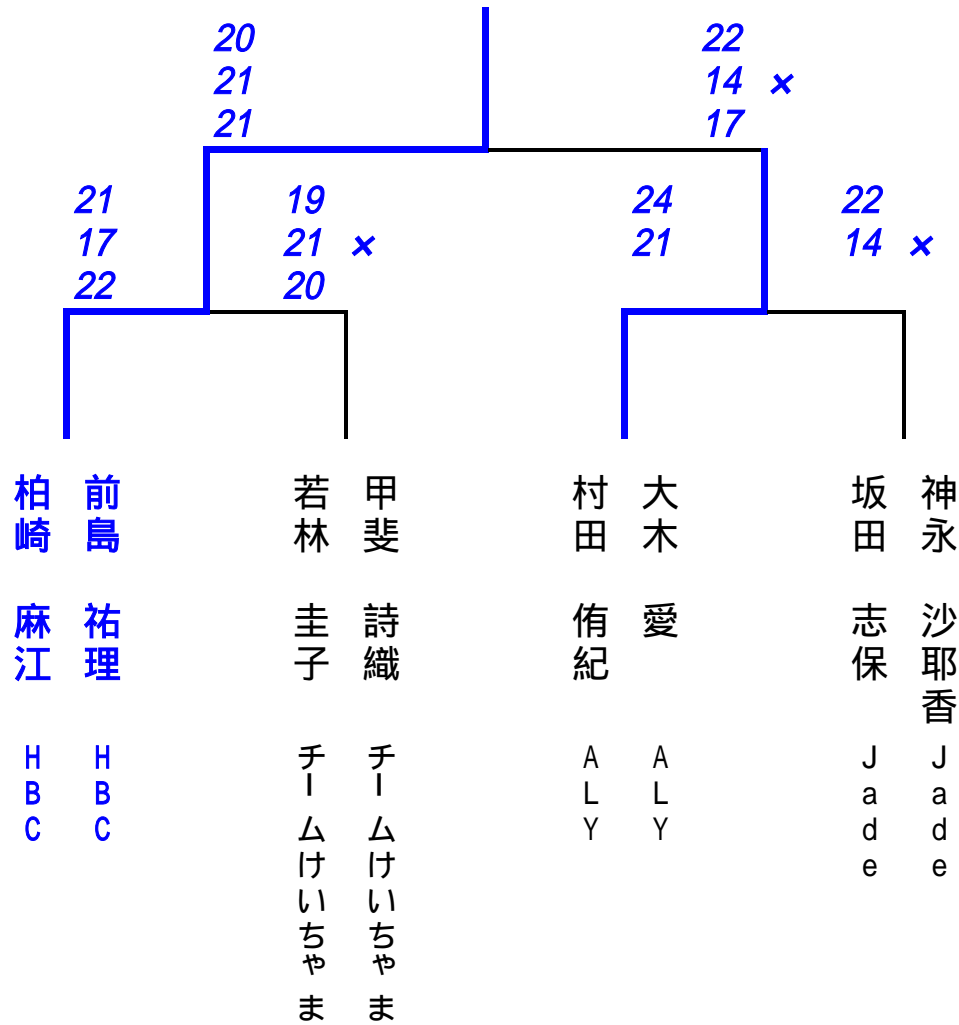 20 22
21 14 ×
21 17
21 19 24 22
17 21 × 21 14 ×
22 20
柏崎 麻江 HBC
前島 祐理 HBC
若林 圭子 チームけいちゃま
甲斐 詩織 チームけいちゃま
村田 侑紀 ALY
大木 愛 ALY
坂田 志保 Jade
神永 沙耶香 Jade